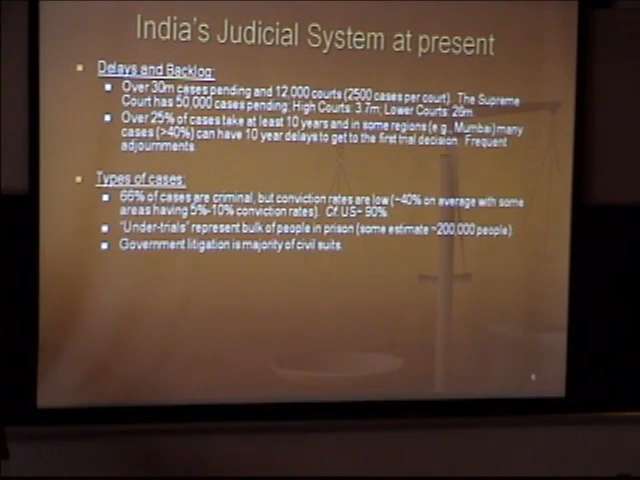 India's Judicial System at present
Delays and Backlog:
Over 30m cases pending and 12,000 courts (2500 cases per court). The Supreme
Court has 50,000 cases pending; High Courts: 3.7m; Lower Courts: 26m
Over 25% of cases take at least 10 years and in some regions (e.g., Mumbai) many
cases (>40%) can have 10 year delays to get to the first trial decision. Frequent
adjournments.
Types of cases:
66% of cases are criminal, but conviction rates are low (~40% on average with some
areas having 5%-10% conviction rates). Cf. US~ 90%
"Under-trials" represent bulk of people in prison (some estimate ~200,000 people).
Government litigation is majority of civil suits.